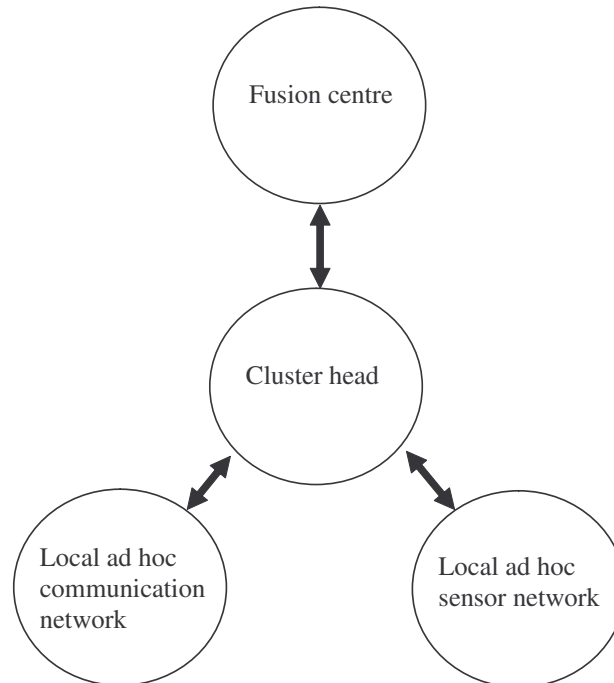 Fusion centre
Cluster head
Local ad hoc
communication
network
Local ad hoc
sensor network